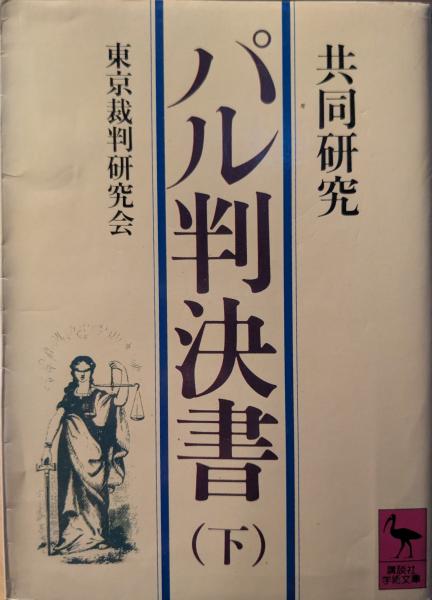 共同研究
パル判決書(下)
東京裁判研究会
講談社
学術文庫